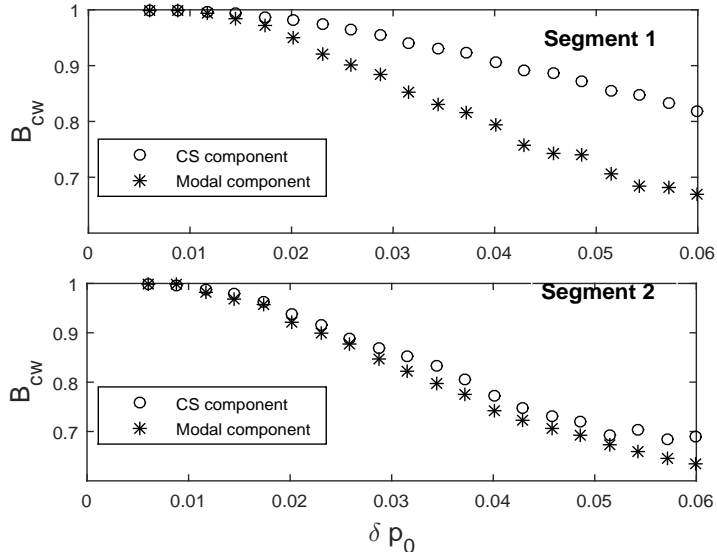 1
0.9
0.8
0.7
B_cw
Segment 1
CS component
Modal component
0 0.01 0.02 0.03 0.04 0.05 0.06
1
0.9
0.8
0.7
B_cw
Segment 2
CS component
Modal component
0 0.01 0.02 0.03 0.04 0.05 0.06
δ p_0